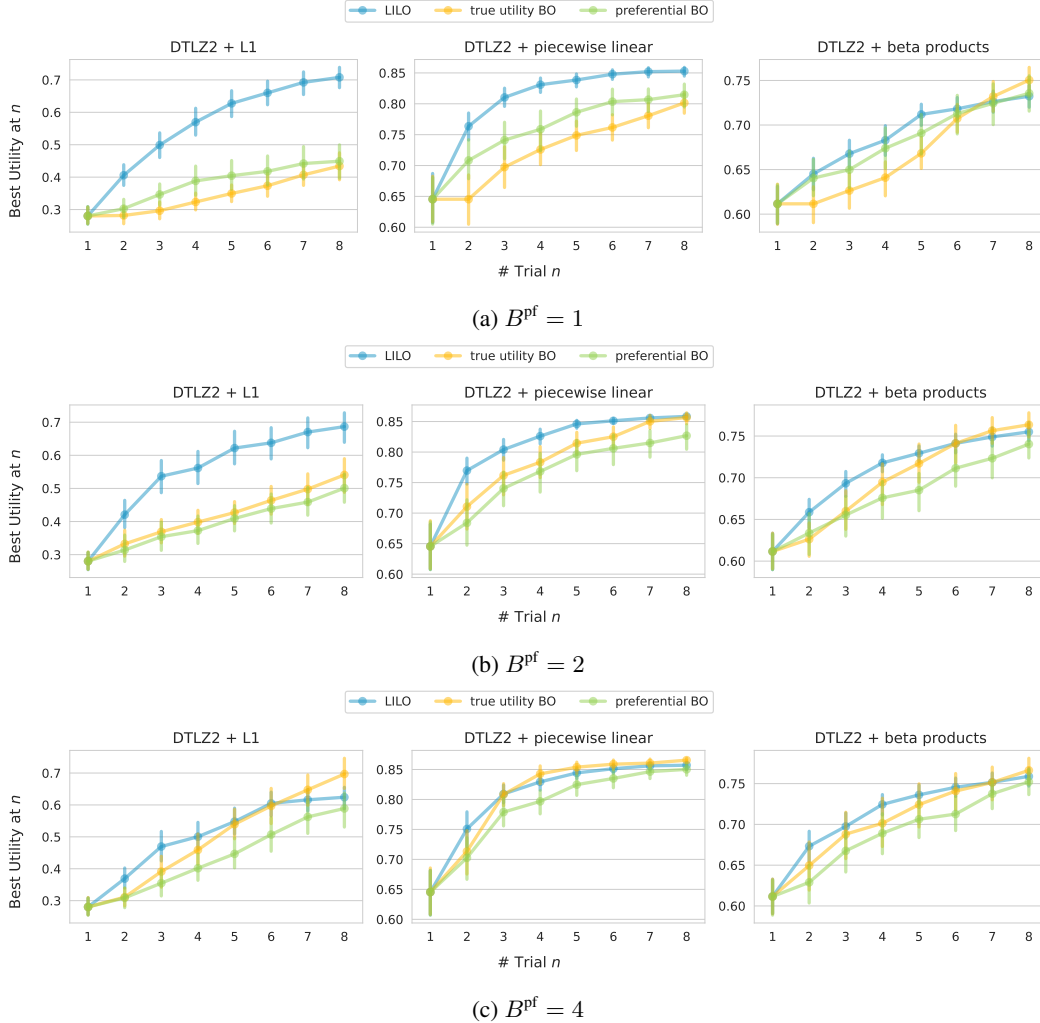 LILO true utility BO preferential BO
DTLZ2 + L1 DTLZ2 + piecewise linear DTLZ2 + beta products
Best Utility at n
0.7 0.85 0.75
0.6 0.80 0.70
0.5 0.75 0.65
0.4 0.70 0.60
0.3 0.65
0.60
1 2 3 4 5 6 7 8 1 2 3 4 5 6 7 8 1 2 3 4 5 6 7 8
# Trial n
(a) B^pf = 1
LILO true utility BO preferential BO
DTLZ2 + L1 DTLZ2 + piecewise linear DTLZ2 + beta products
Best Utility at n
0.7 0.85 0.75
0.6 0.80 0.70
0.5 0.75 0.65
0.4 0.70 0.60
0.3 0.65
0.60
1 2 3 4 5 6 7 8 1 2 3 4 5 6 7 8 1 2 3 4 5 6 7 8
# Trial n
(b) B^pf = 2
LILO true utility BO preferential BO
DTLZ2 + L1 DTLZ2 + piecewise linear DTLZ2 + beta products
Best Utility at n
0.7 0.85 0.75
0.6 0.80 0.70
0.5 0.75 0.65
0.4 0.70 0.60
0.3 0.65
0.60
1 2 3 4 5 6 7 8 1 2 3 4 5 6 7 8 1 2 3 4 5 6 7 8
# Trial n
(c) B^pf = 4